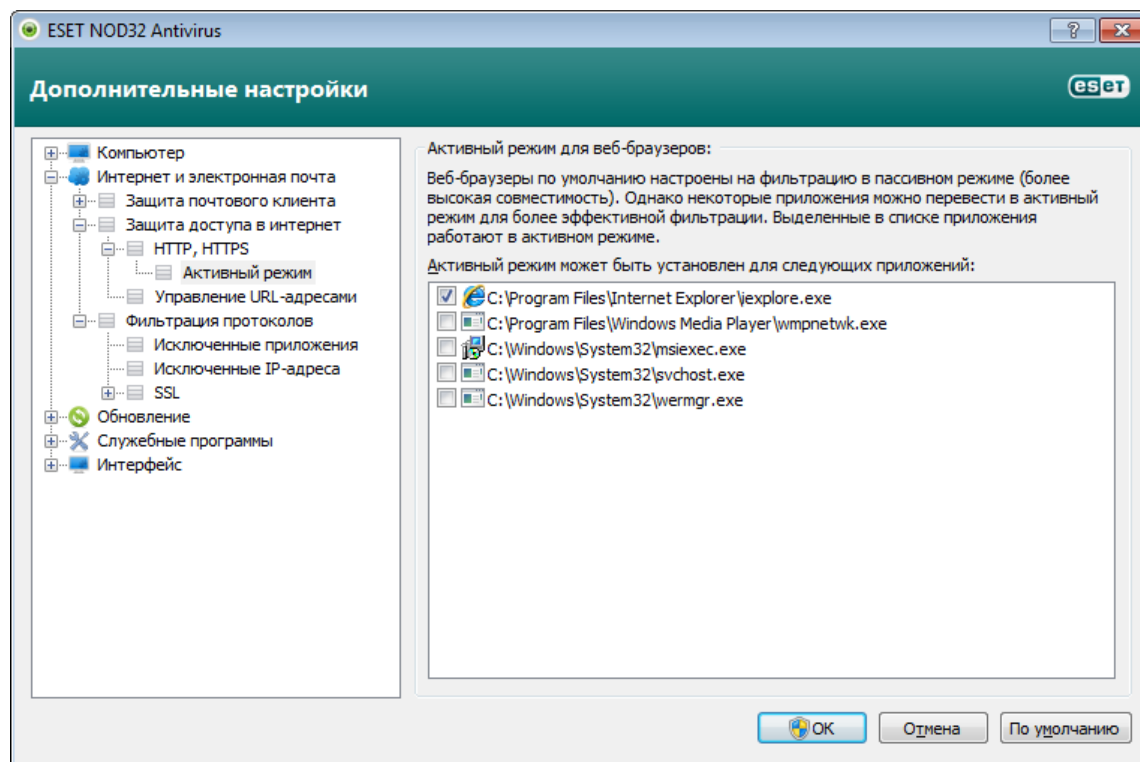 ESET NOD32 Antivirus
Дополнительные настройки
eset
Компьютер
Интернет и электронная почта
Защита почтового клиента
Защита доступа в интернет
HTTP, HTTPS
Активный режим
Управление URL-адресами
Фильтрация протоколов
Исключенные приложения
Исключенные IP-адреса
SSL
Обновление
Служебные программы
Интерфейс
Активный режим для веб-браузеров:
Веб-браузеры по умолчанию настроены на фильтрацию в пассивном режиме (более
высокая совместимость). Однако некоторые приложения можно перевести в активный
режим для более эффективной фильтрации. Выделенные в списке приложения
работают в активном режиме.
Активный режим может быть установлен для следующих приложений:
C:\Program Files\Internet Explorer\iexplore.exe
C:\Program Files\Windows Media Player\wmpnetwk.exe
C:\Windows\System32\msiexec.exe
C:\Windows\System32\svchost.exe
C:\Windows\System32\wermgr.exe
OK
Отмена
По умолчанию